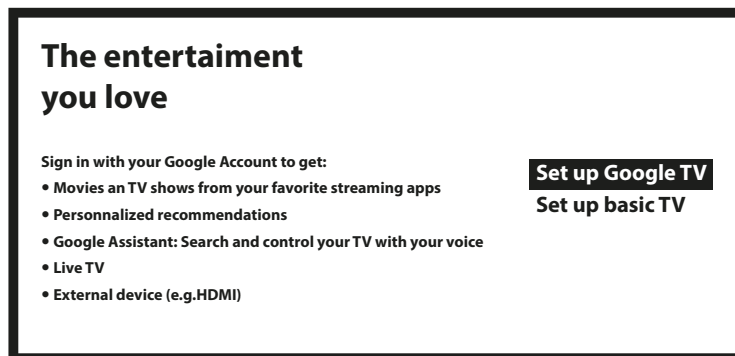 The entertaiment
you love
Sign in with your Google Account to get:
• Movies an TV shows from your favorite streaming apps
• Personnalized recommendations
• Google Assistant: Search and control your TV with your voice
• Live TV
• External device (e.g.HDMI)
Set up Google TV
Set up basic TV